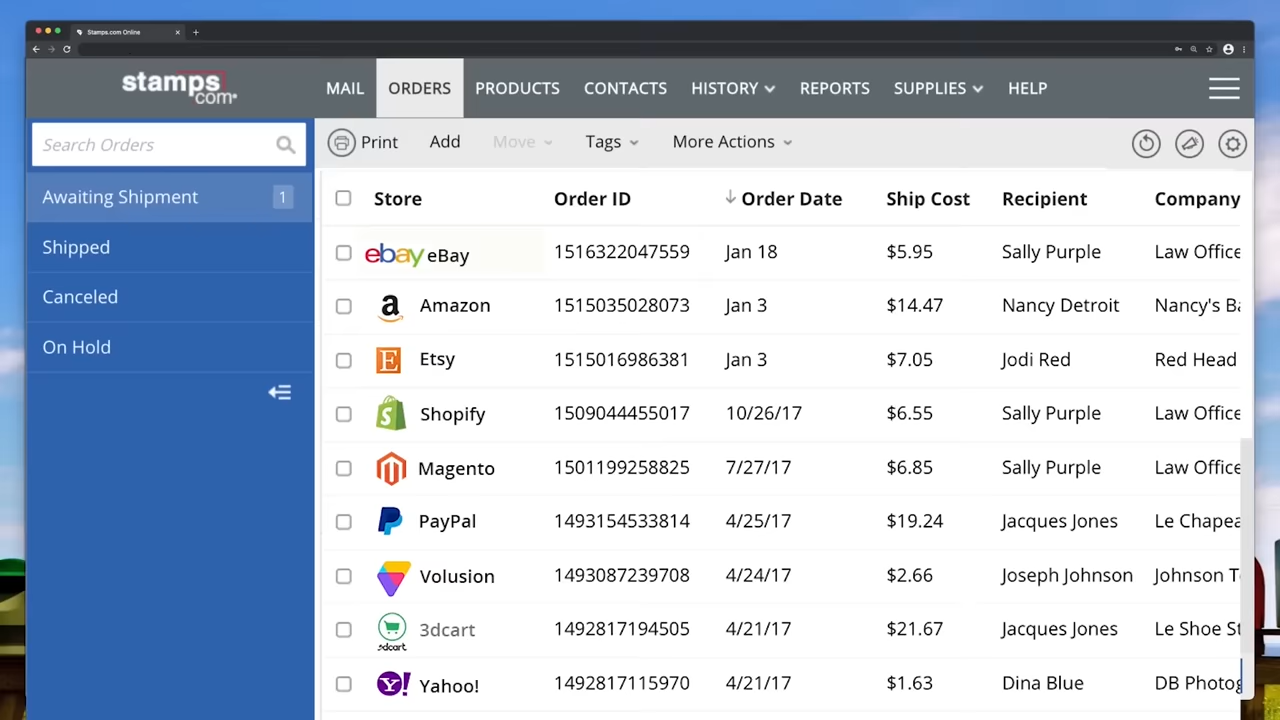 Stamps.com Online
stamps
.com
MAIL ORDERS PRODUCTS CONTACTS HISTORY REPORTS SUPPLIES HELP
Search Orders
Print Add Move Tags More Actions
Awaiting Shipment 1
Shipped
Canceled
On Hold
Store Order ID Order Date Ship Cost Recipient Company
ebay eBay 1516322047559 Jan 18 $5.95 Sally Purple Law Office
a Amazon 1515035028073 Jan 3 $14.47 Nancy Detroit Nancy's Ba
E Etsy 1515016986381 Jan 3 $7.05 Jodi Red Red Head
S Shopify 1509044455017 10/26/17 $6.55 Sally Purple Law Office
Magento 1501199258825 7/27/17 $6.85 Sally Purple Law Office
PayPal 1493154533814 4/25/17 $19.24 Jacques Jones Le Chapea
Volusion 1493087239708 4/24/17 $2.66 Joseph Johnson Johnson T
3dcart 3dcart 1492817194505 4/21/17 $21.67 Jacques Jones Le Shoe St
Y! Yahoo! 1492817115970 4/21/17 $1.63 Dina Blue DB Photog